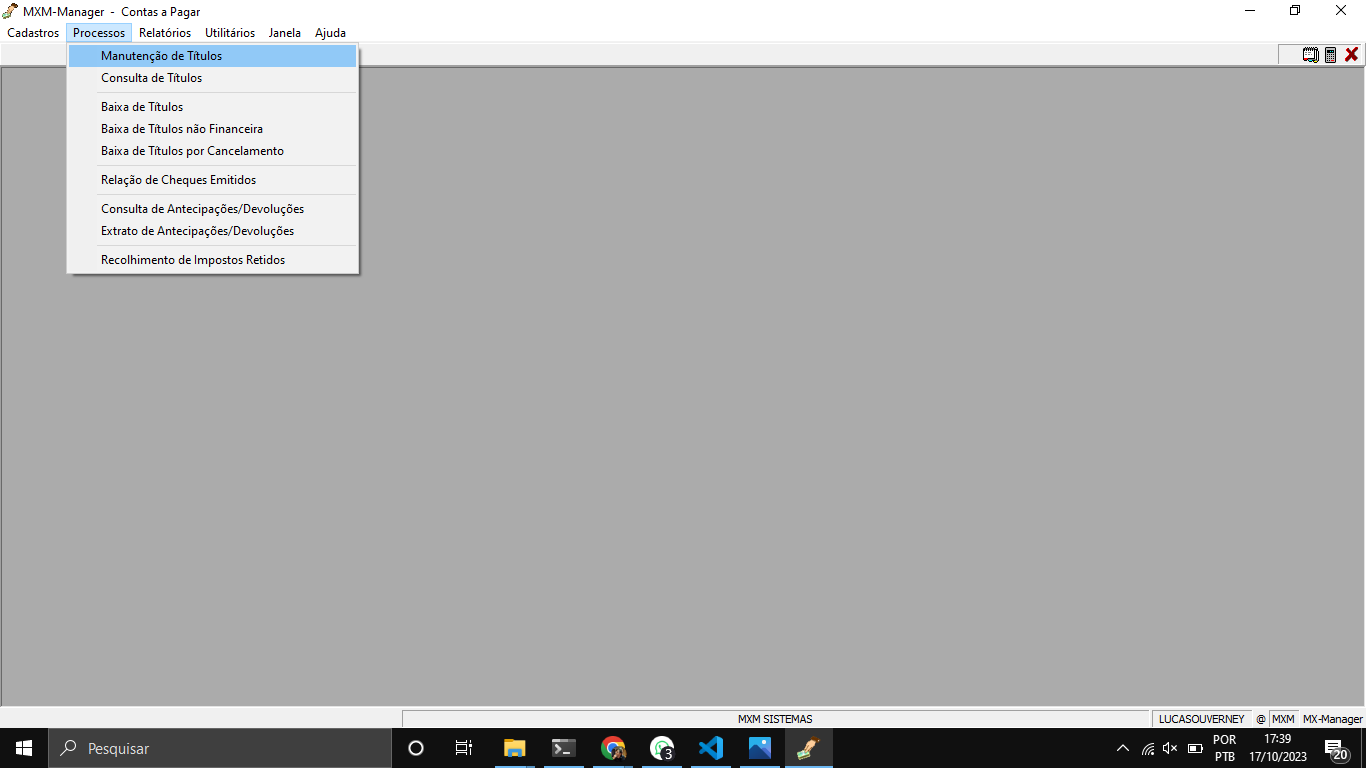 MXM-Manager - Contas a Pagar
Cadastros Processos Relatórios Utilitários Janela Ajuda
Manutenção de Títulos
Consulta de Títulos
Baixa de Títulos
Baixa de Títulos não Financeira
Baixa de Títulos por Cancelamento
Relação de Cheques Emitidos
Consulta de Antecipações/Devoluções
Extrato de Antecipações/Devoluções
Recolhimento de Impostos Retidos
MXM SISTEMAS LUCASOUVERNEY @ MXM MX-Manager
Pesquisar
3
POR
PTB
17:39
17/10/2023
20